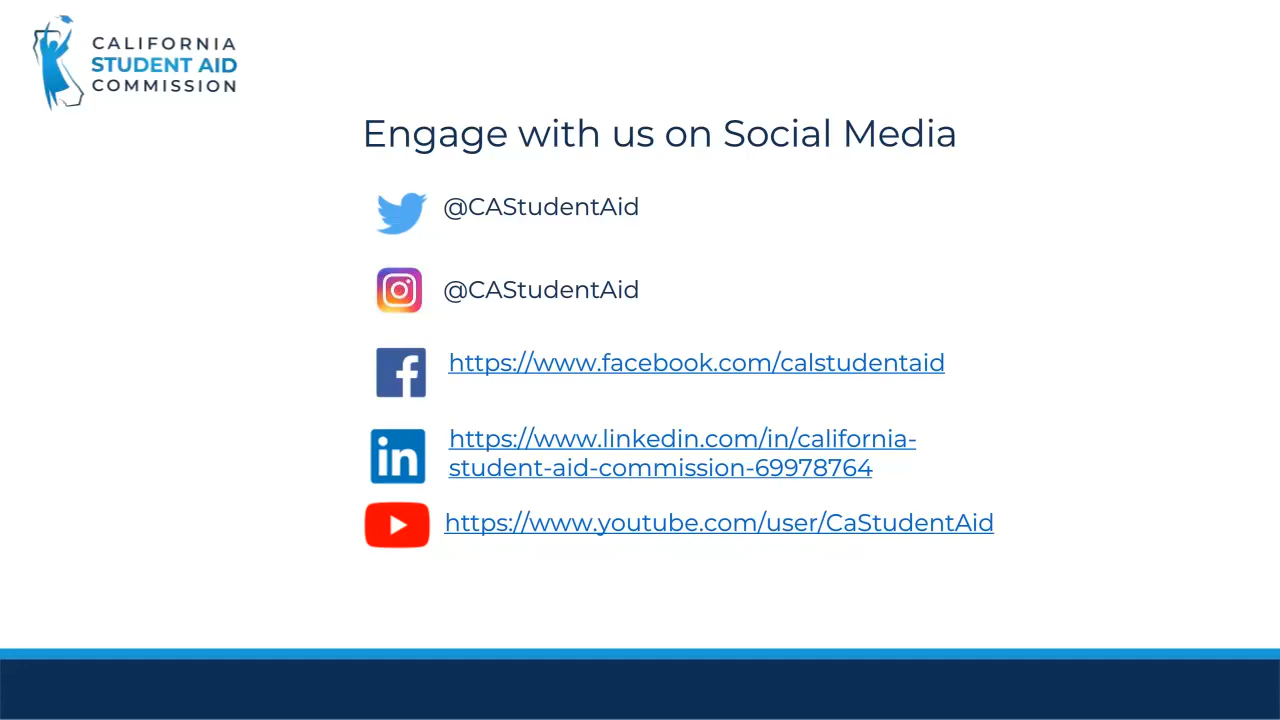 CALIFORNIA
STUDENT AID
COMMISSION
Engage with us on Social Media
@CAStudentAid
@CAStudentAid
https://www.facebook.com/calstudentaid
https://www.linkedin.com/in/california-
student-aid-commission-69978764
https://www.youtube.com/user/CaStudentAid